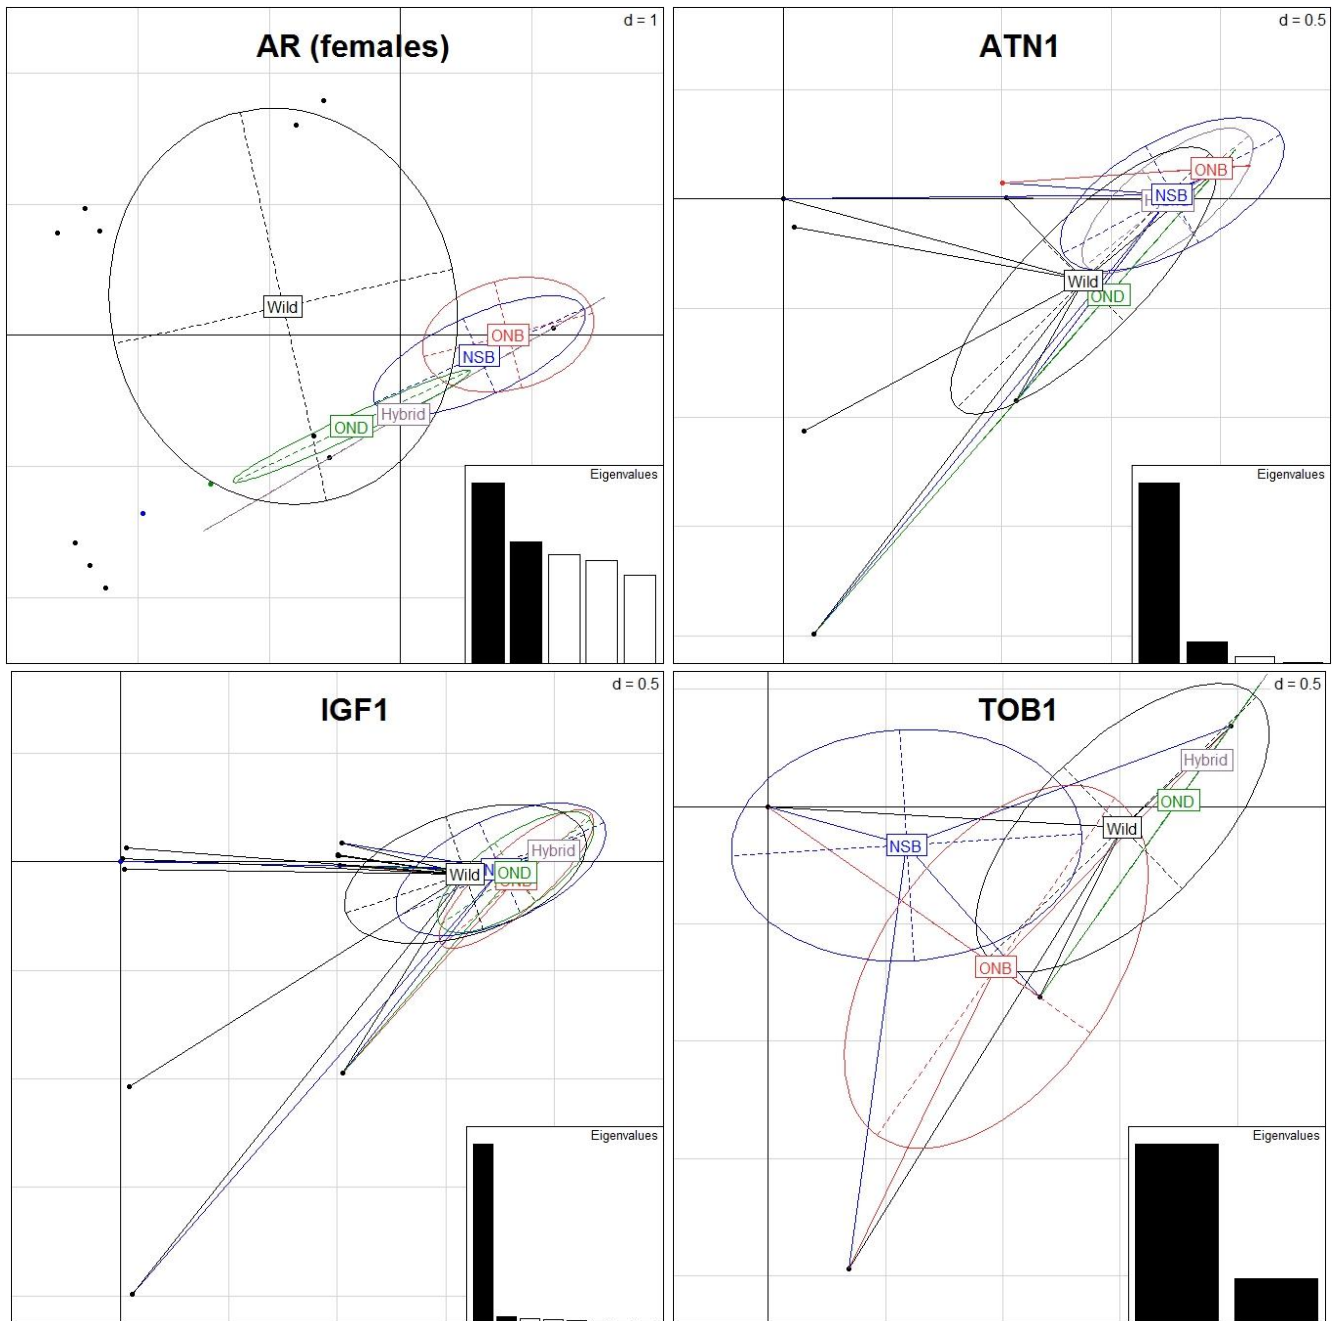 d = 1
AR (females)
Wild
ONB
NSB
Hybrid
OND
Eigenvalues
d = 0.5
ATN1
ONB
NSB
Wild
OND
Eigenvalues
d = 0.5
IGF1
Hybrid
Wild
OND
Eigenvalues
d = 0.5
TOB1
Hybrid
OND
Wild
NSB
ONB
Eigenvalues